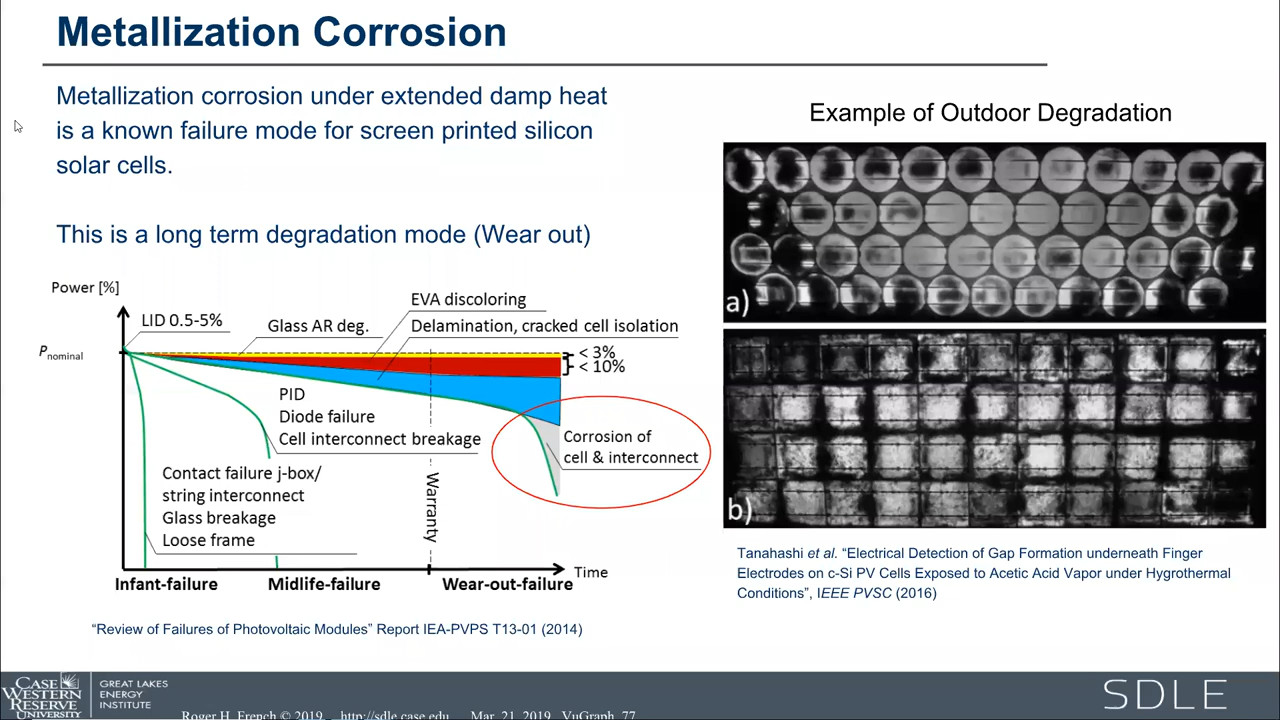 Metallization Corrosion
Metallization corrosion under extended damp heat
is a known failure mode for screen printed silicon
solar cells.
This is a long term degradation mode (Wear out)
Power [%]
LID 0.5-5%
Glass AR deg.
EVA discoloring
Delamination, cracked cell isolation
Pnominal
< 3%
< 10%
PID
Diode failure
Cell interconnect breakage
Corrosion of
cell & interconnect
Contact failure j-box/
string interconnect
Glass breakage
Loose frame
Warranty
Time
Infant-failure
Midlife-failure
Wear-out-failure
“Review of Failures of Photovoltaic Modules” Report IEA-PVPS T13-01 (2014)
Example of Outdoor Degradation
a)
b)
Tanahashi et al. “Electrical Detection of Gap Formation underneath Finger
Electrodes on c-Si PV Cells Exposed to Acetic Acid Vapor under Hygrothermal
Conditions”, IEEE PVSC (2016)
CASE
WESTERN
RESERVE
UNIVERSITY
GREAT LAKES
ENERGY
INSTITUTE
Roger H. French © 2019 http://sdle.case.edu Mar. 21, 2019 VuGraph 77
SDLE